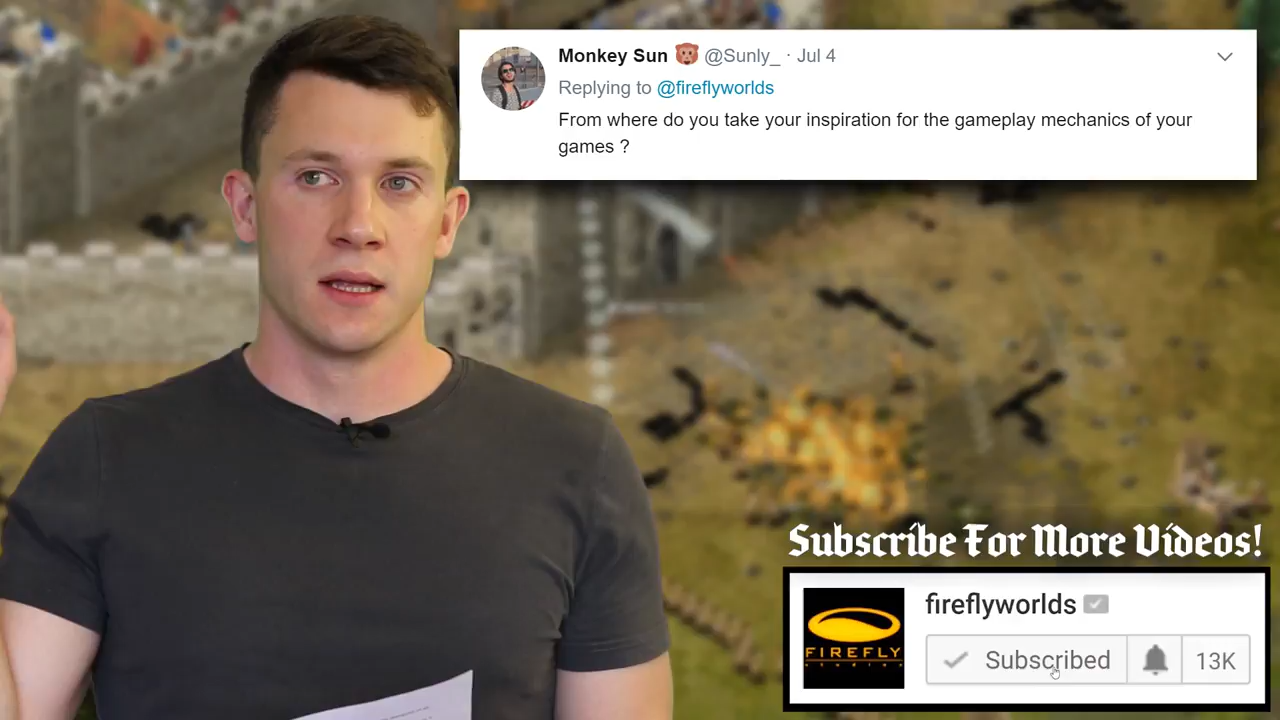 Monkey Sun 🐵 @Sunly_ · Jul 4
Replying to @fireflyworlds
From where do you take your inspiration for the gameplay mechanics of your
games ?
Subscribe For More Videos!
fireflyworlds
FIREFLY
studios
Subscribed
13K